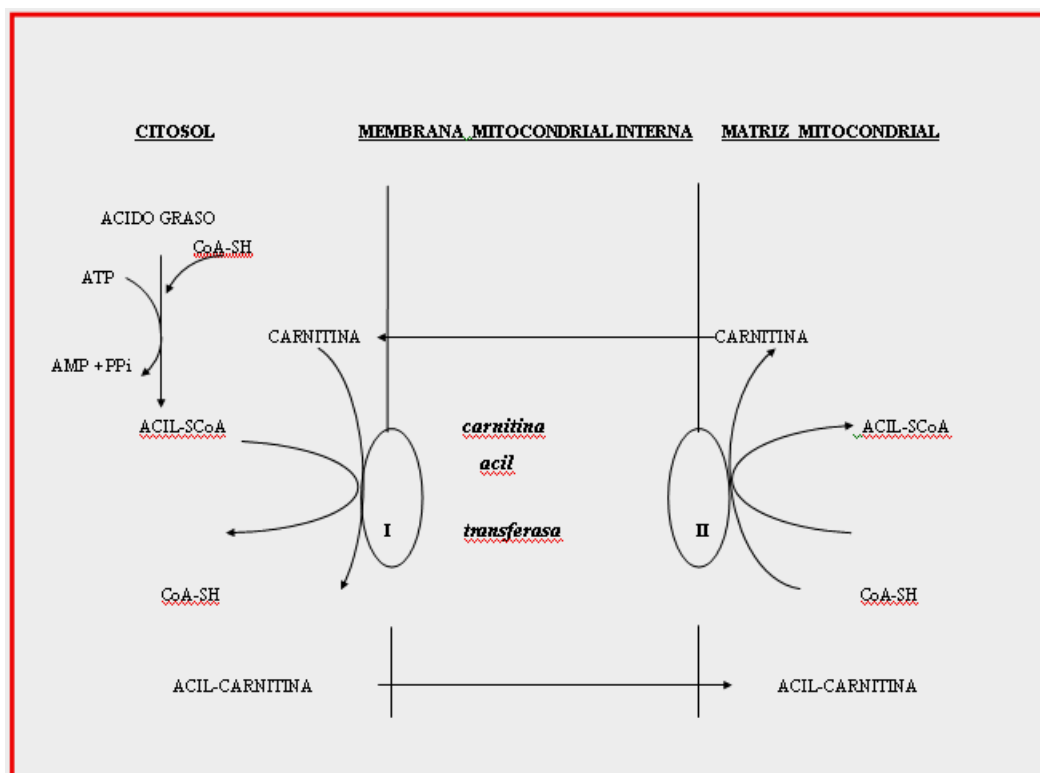 CITOSOL
MEMBRANA MITOCONDRIAL INTERNA
MATRIZ MITOCONDRIAL
ACIDO GRASO
CoA-SH
ATP
CARNITINA
CARNITINA
AMP + PPi
ACIL-SCoA
carnitina
ACIL-SCoA
acil
I
transferasa
II
CoA-SH
CoA-SH
ACIL-CARNITINA
ACIL-CARNITINA